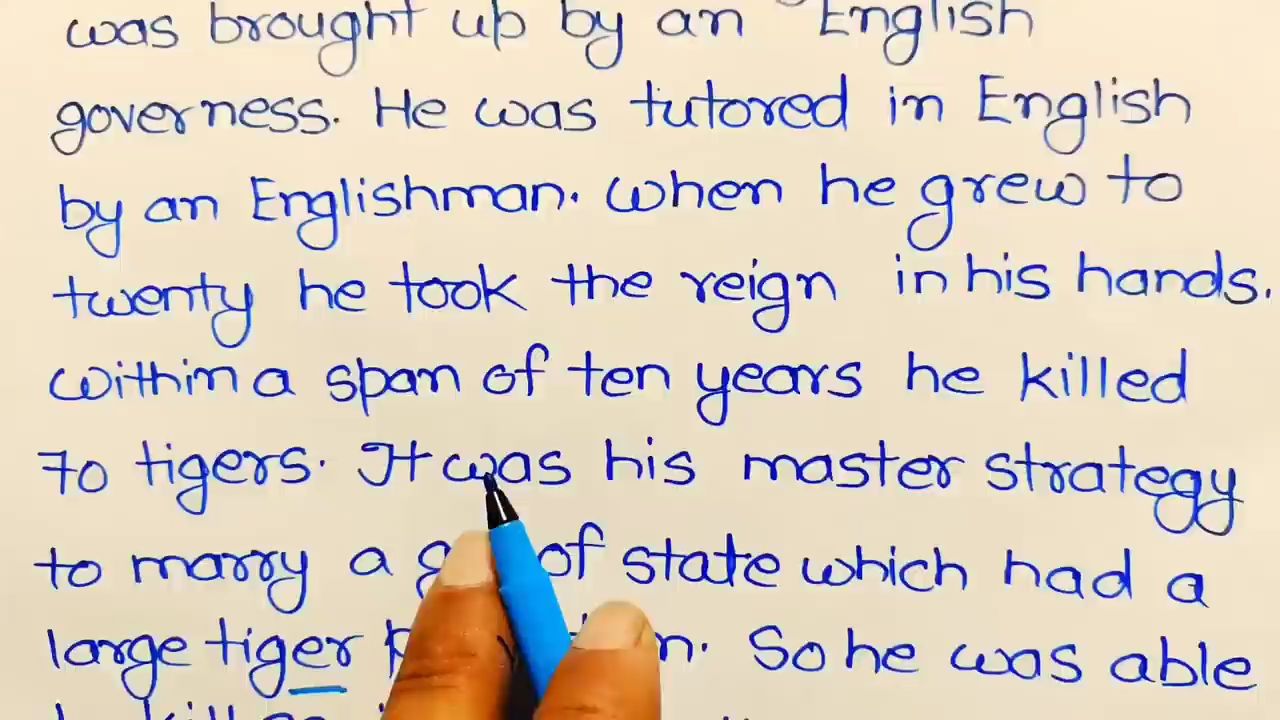 was brought up by an English
governess. He was tutored in English
by an Englishman. When he grew to
twenty he took the reign in his hands.
Within a span of ten years he killed
70 tigers. It was his master strategy
to marry a of state which had a
large tiger So he was able